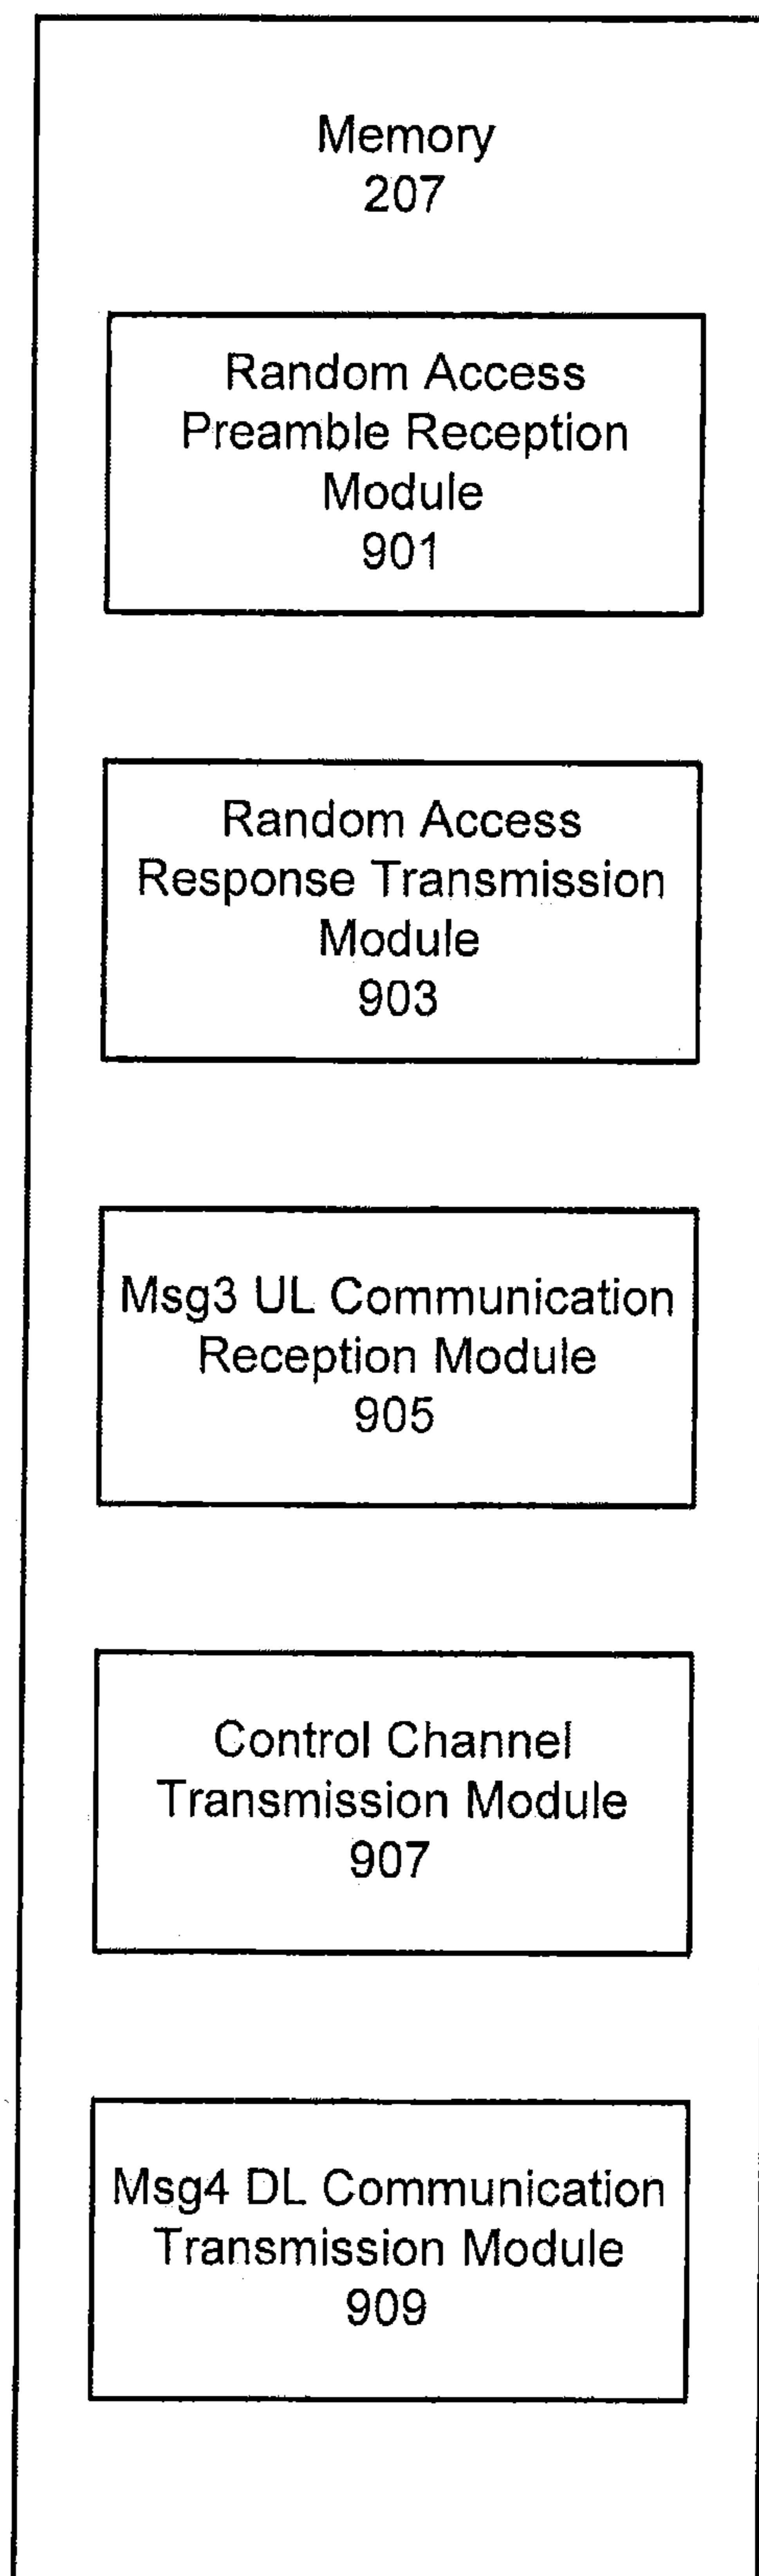 Memory
207
Random Access
Preamble Reception
Module
901
Random Access
Response Transmission
Module
903
Msg3 UL Communication
Reception Module
905
Control Channel
Transmission Module
907
Msg4 DL Communication
Transmission Module
909